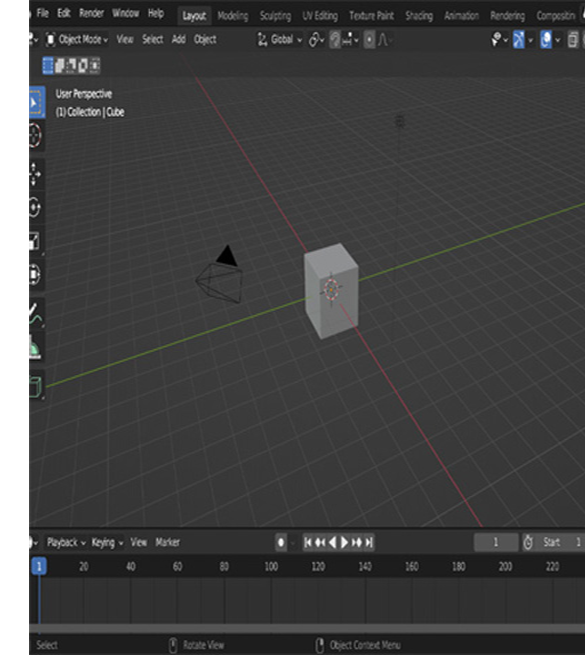 File Edit Render Window Help Layout Modeling Sculpting UV Editing Texture Paint Shading Animation Rendering Compositin
Object Mode View Select Add Object Global
User Perspective
(1) Collection | Cube
Playback Keying View Marker 1 Start 1
1 20 40 60 80 100 120 140 160 180 200 220
Select Rotate View Object Context Menu